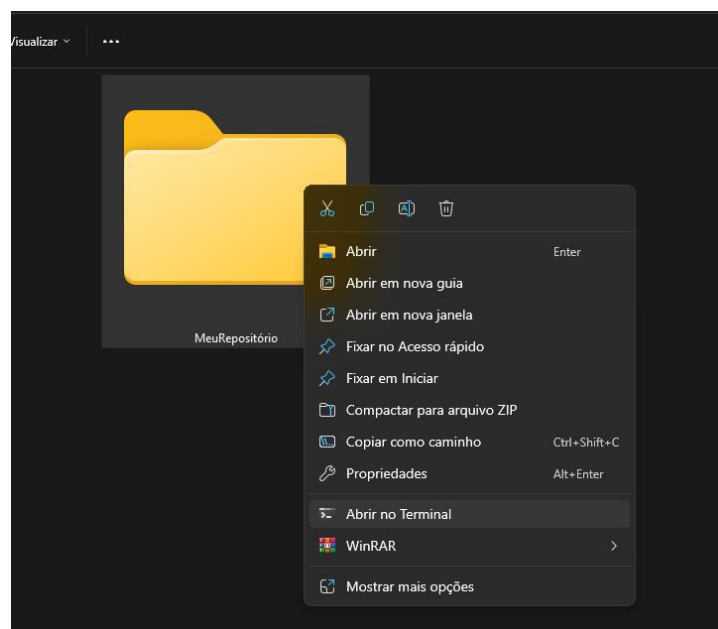 Visualizar
MeuRepositório
Abrir Enter
Abrir em nova guia
Abrir em nova janela
Fixar no Acesso rápido
Fixar em Iniciar
Compactar para arquivo ZIP
Copiar como caminho Ctrl+Shift+C
Propriedades Alt+Enter
Abrir no Terminal
WinRAR
Mostrar mais opções